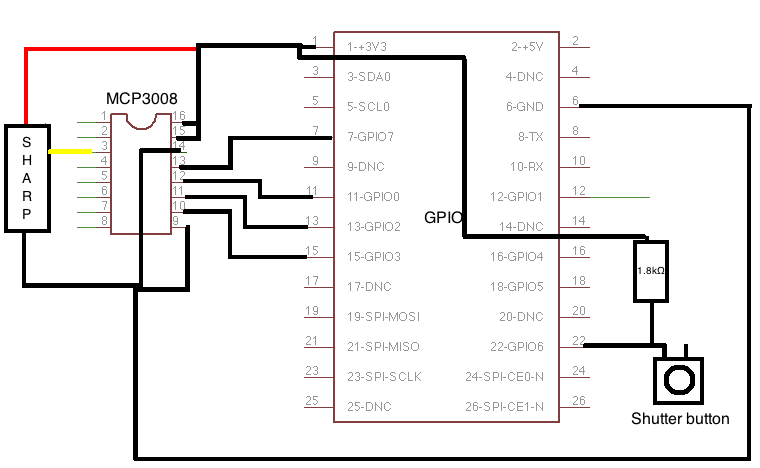 MCP3008
S
H
A
R
P
1
2
3
4
5
6
7
8
16
15
14
13
12
11
10
9
1 1-+3V3 2-+5V 2
3 3-SDA0 4-DNC 4
5 5-SCL0 6-GND 6
7 7-GPIO7 8-TX 8
9 9-DNC 10-RX 10
11 11-GPIO0 12-GPIO1 12
GPIO
13 13-GPIO2 14-DNC 14
15 15-GPIO3 16-GPIO4 16
17 17-DNC 18-GPIO5 18
19 19-SPI-MOSI 20-DNC 20
21 21-SPI-MISO 22-GPIO6 22
23 23-SPI-SCLK 24-SPI-CE0-N 24
25 25-DNC 26-SPI-CE1-N 26
1.8kΩ
Shutter button